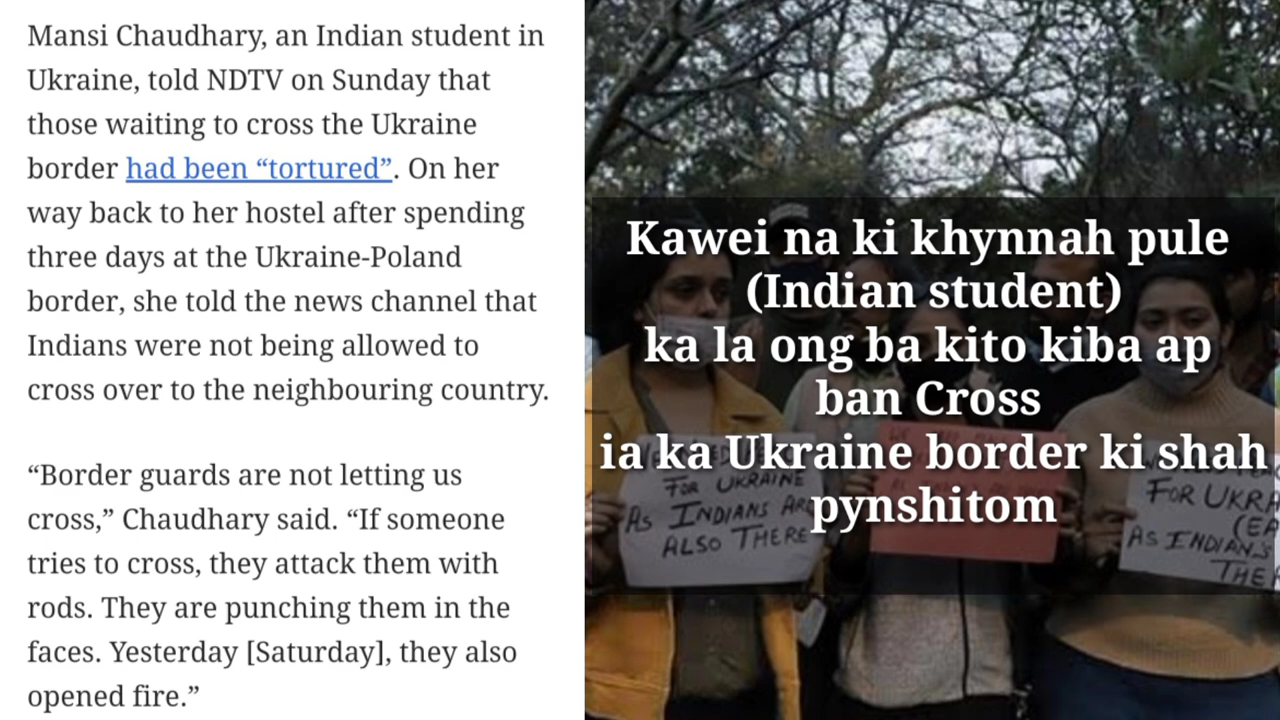 Mansi Chaudhary, an Indian student in
Ukraine, told NDTV on Sunday that
those waiting to cross the Ukraine
border had been “tortured”. On her
way back to her hostel after spending
three days at the Ukraine-Poland
border, she told the news channel that
Indians were not being allowed to
cross over to the neighbouring country.
“Border guards are not letting us
cross,” Chaudhary said. “If someone
tries to cross, they attack them with
rods. They are punching them in the
faces. Yesterday [Saturday], they also
opened fire.”
Kawei na ki khynnah pule
(Indian student)
ka la ong ba kito kiba ap
ban Cross
ia ka Ukraine border ki shah
pynshitom
FOR UKRAINE
AS INDIANS ARE
ALSO THERE
FOR UKRA
(EA
AS INDIANS
THE